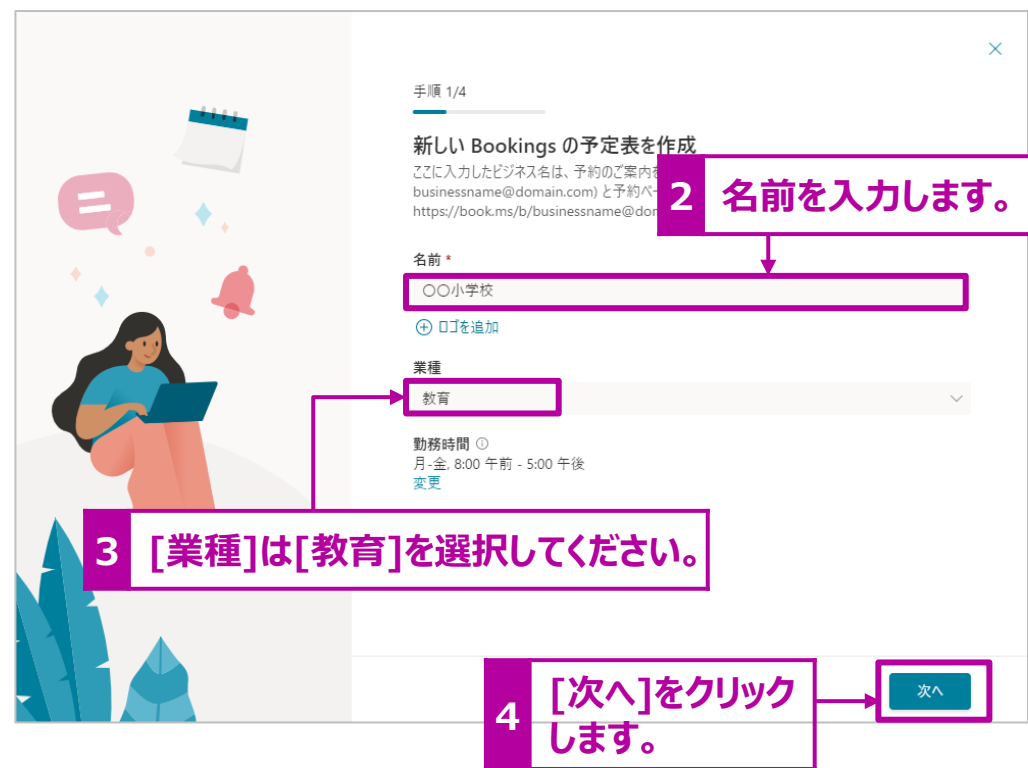 手順 1/4
新しい Bookings の予定表を作成
ここに入力したビジネス名は、予約のご案内
businessname@domain.com) と予約ペー
https://book.ms/b/businessname@do
2 名前を入力します。
名前 *
〇〇小学校
ロゴを追加
業種
教育
勤務時間
月-金, 8:00 午前 - 5:00 午後
変更
3 [業種]は[教育]を選択してください。
4 [次へ]をクリック
します。
次へ